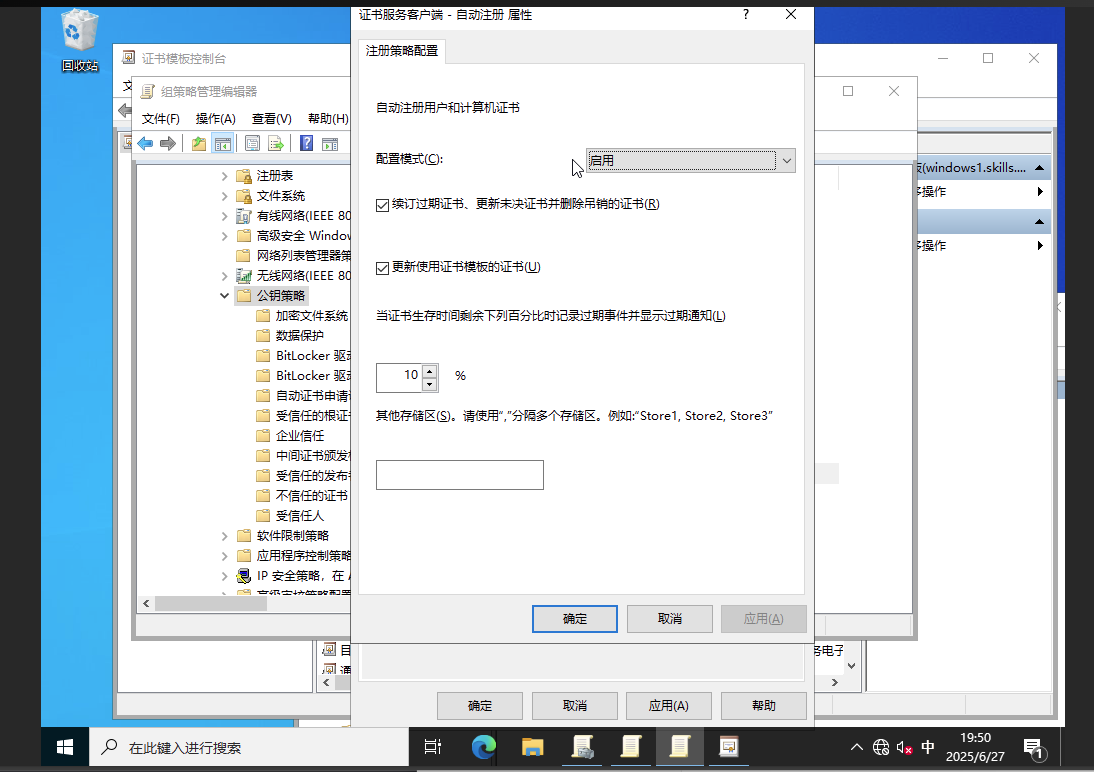 回收站
证书模板控制台
组策略管理编辑器
文件(F) 操作(A) 查看(V) 帮助(H)
注册表
文件系统
有线网络(IEEE 80
高级安全 Window
网络列表管理器策
无线网络(IEEE 80
公钥策略
加密文件系统
数据保护
BitLocker 驱动
BitLocker 驱动
自动证书申请
受信任的根证书
企业信任
中间证书颁发机
受信任的发布者
不信任的证书
受信任人
软件限制策略
应用程序控制策略
IP 安全策略，在 A
高级审核策略配置
证书服务客户端 - 自动注册 属性
?
注册策略配置
自动注册用户和计算机证书
配置模式(C):
启用
续订过期证书、更新未决证书并删除吊销的证书(R)
更新使用证书模板的证书(U)
当证书生存时间剩余下列百分比时记录过期事件并显示过期通知(L)
10 %
其他存储区(S)。请使用“,”分隔多个存储区。例如:“Store1, Store2, Store3”
确定 取消 应用(A)
(windows1.skills....
操作
操作
确定 取消 应用(A) 帮助
在此键入进行搜索
中
19:50
2025/6/27
1